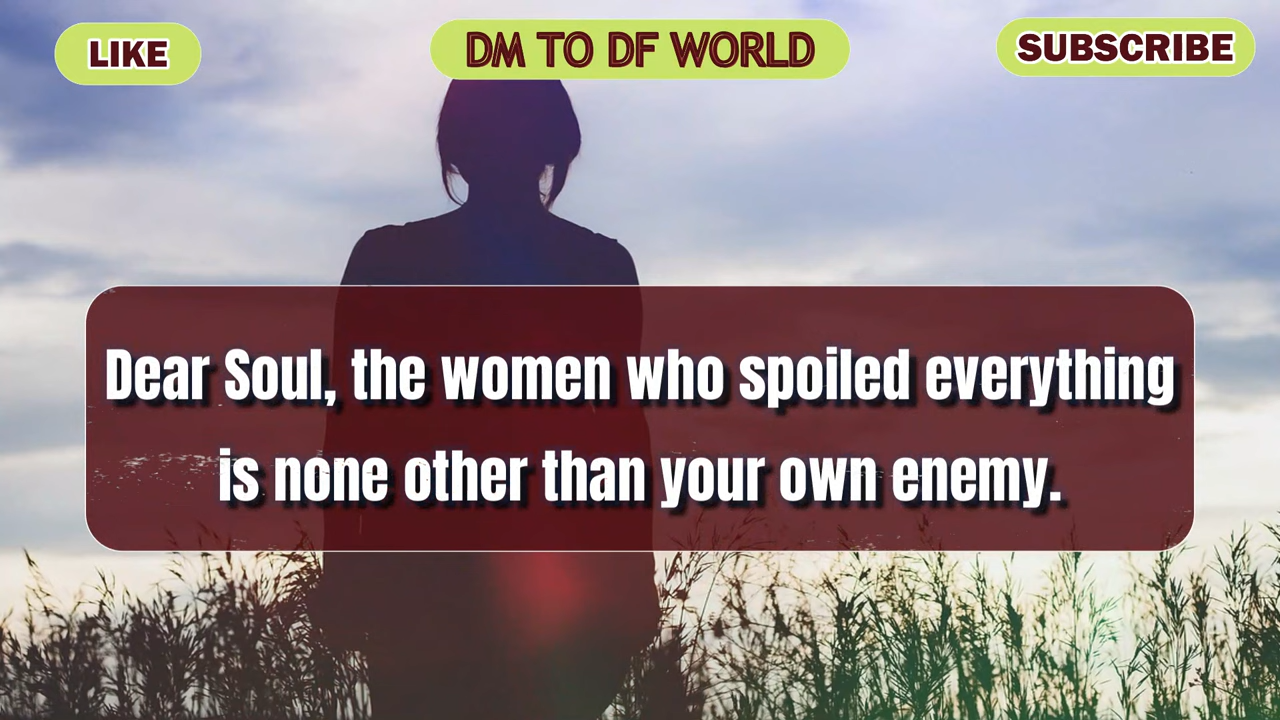 LIKE
DM TO DF WORLD
SUBSCRIBE
Dear Soul, the women who spoiled everything
is none other than your own enemy.